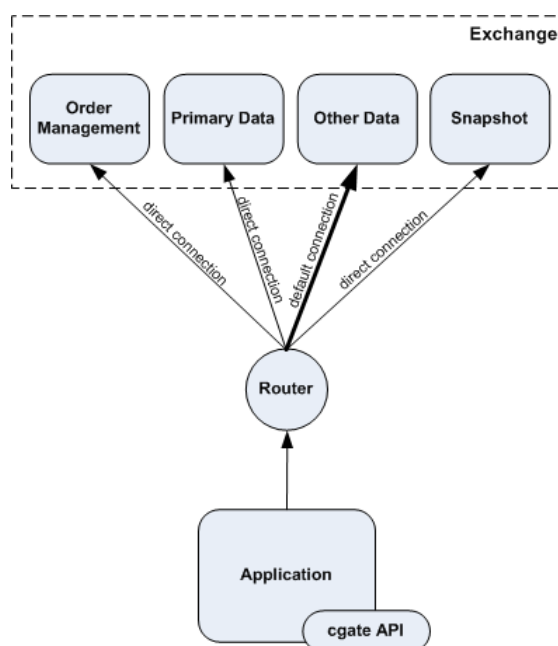 Exchange
Order
Management
Primary Data
Other Data
Snapshot
direct connection
direct connection
default connection
direct connection
Router
Application
cgate API